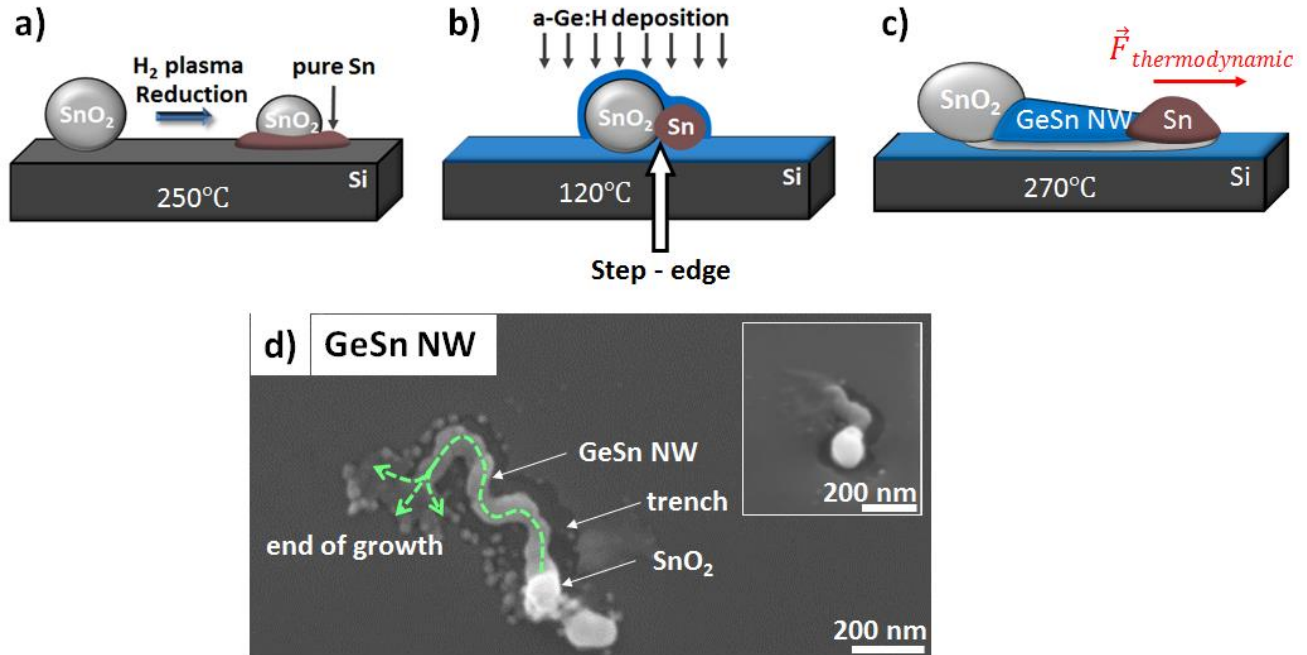 a)
H₂ plasma
Reduction
pure Sn
SnO₂
SnO₂
Si
250℃
b)
a-Ge:H deposition
SnO₂
Sn
Si
120℃
Step - edge
c)
F⃗ thermodynamic
SnO₂
GeSn NW
Sn
270℃
Si
d)
GeSn NW
GeSn NW
trench
SnO₂
end of growth
200 nm
200 nm